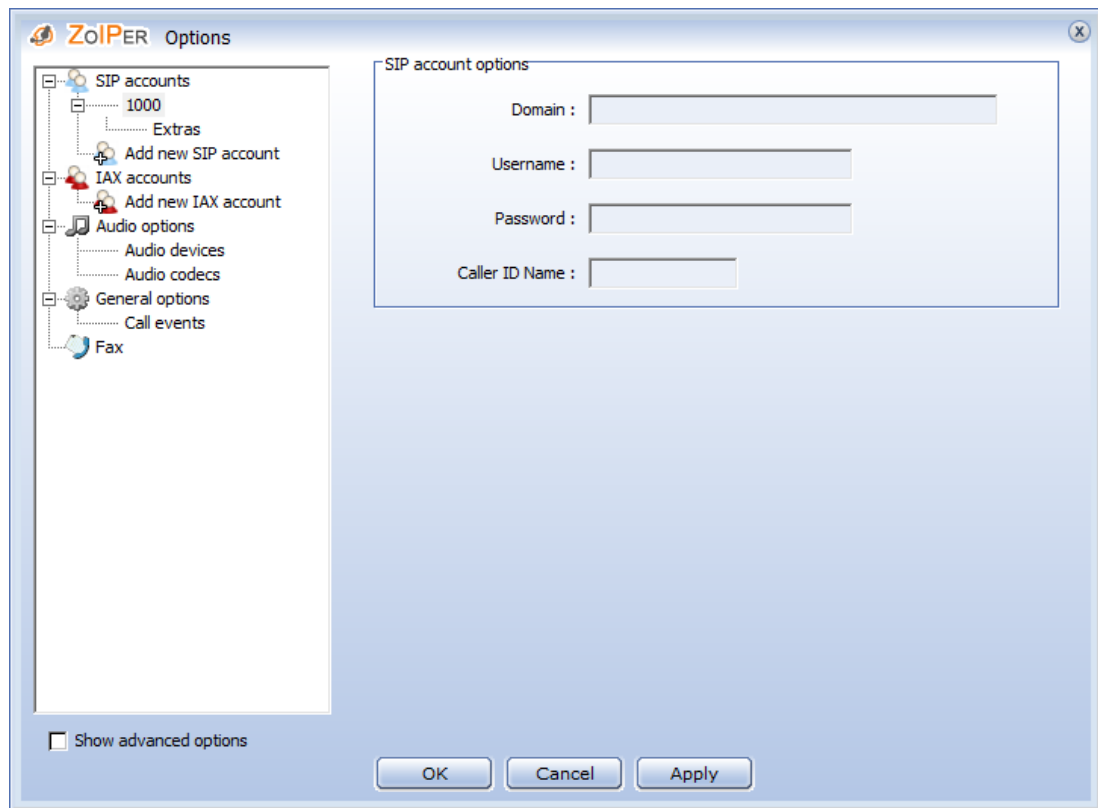 ZoIPER Options
SIP accounts
1000
Extras
Add new SIP account
IAX accounts
Add new IAX account
Audio options
Audio devices
Audio codecs
General options
Call events
Fax
SIP account options
Domain :
Username :
Password :
Caller ID Name :
Show advanced options
OK
Cancel
Apply